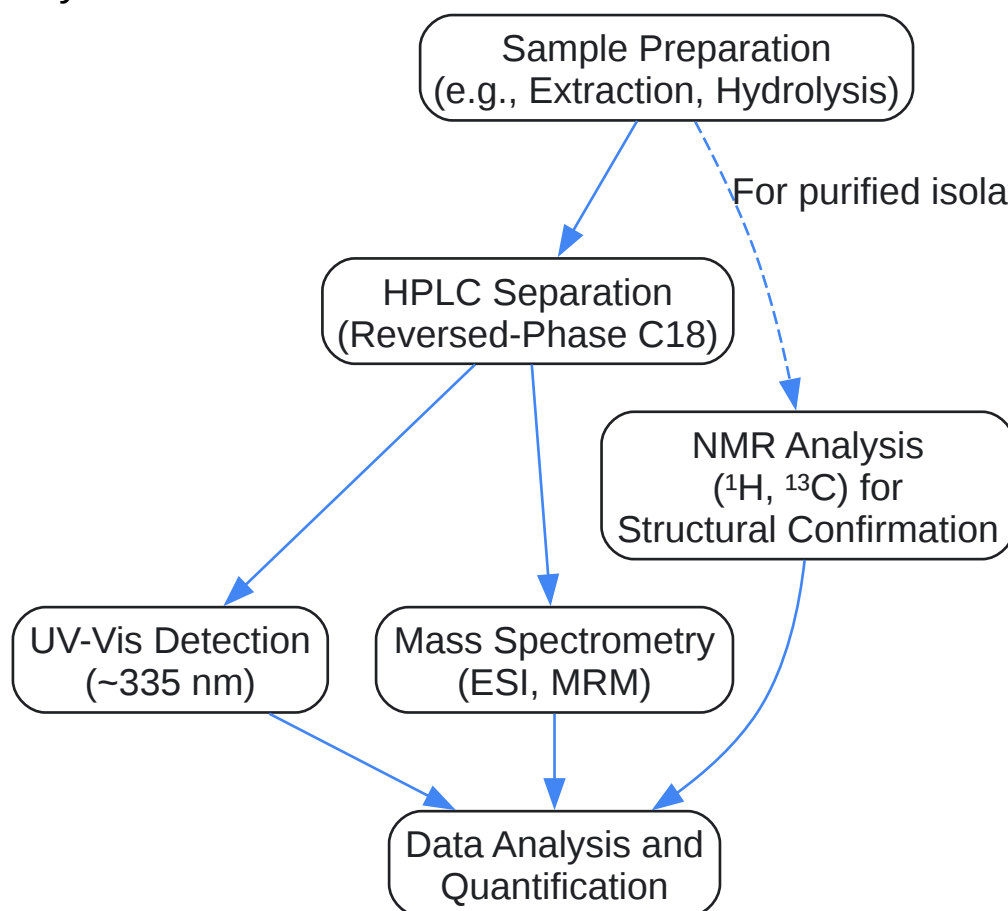 Sample Preparation
(e.g., Extraction, Hydrolysis)
For purified
HPLC Separation
(Reversed-Phase C18)
NMR Analysis
(¹H, ¹³C) for
Structural Confirmation
UV-Vis Detection
(~335 nm)
Mass Spectrometry
(ESI, MRM)
Data Analysis and
Quantification